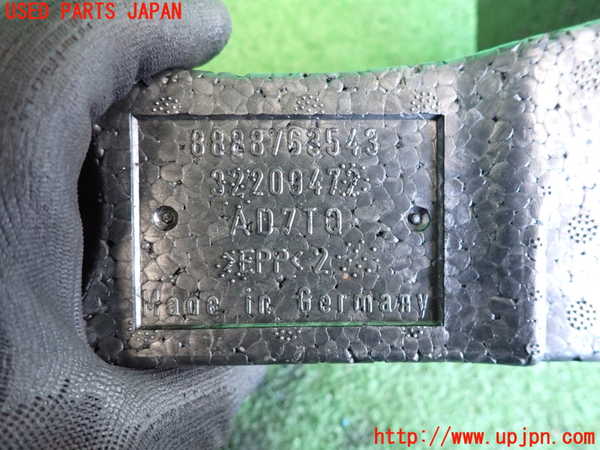 USED PARTS JAPAN
8888763543
32209472
AD7T0
>EPP<2
Made in Germany
http://www.upjpn.com/